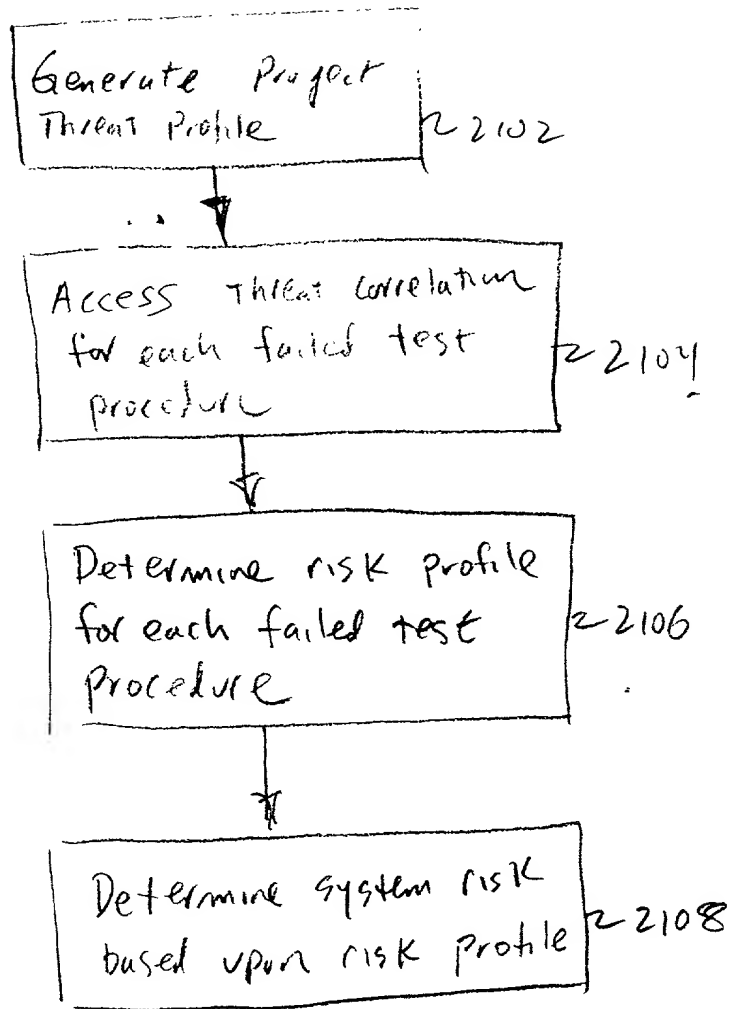 Generate Project
Threat Profile
2102
Access Threat correlation
for each failed test
procedure
2104
Determine risk profile
for each failed test
procedure
2106
Determine system risk
based upon risk profile
2108